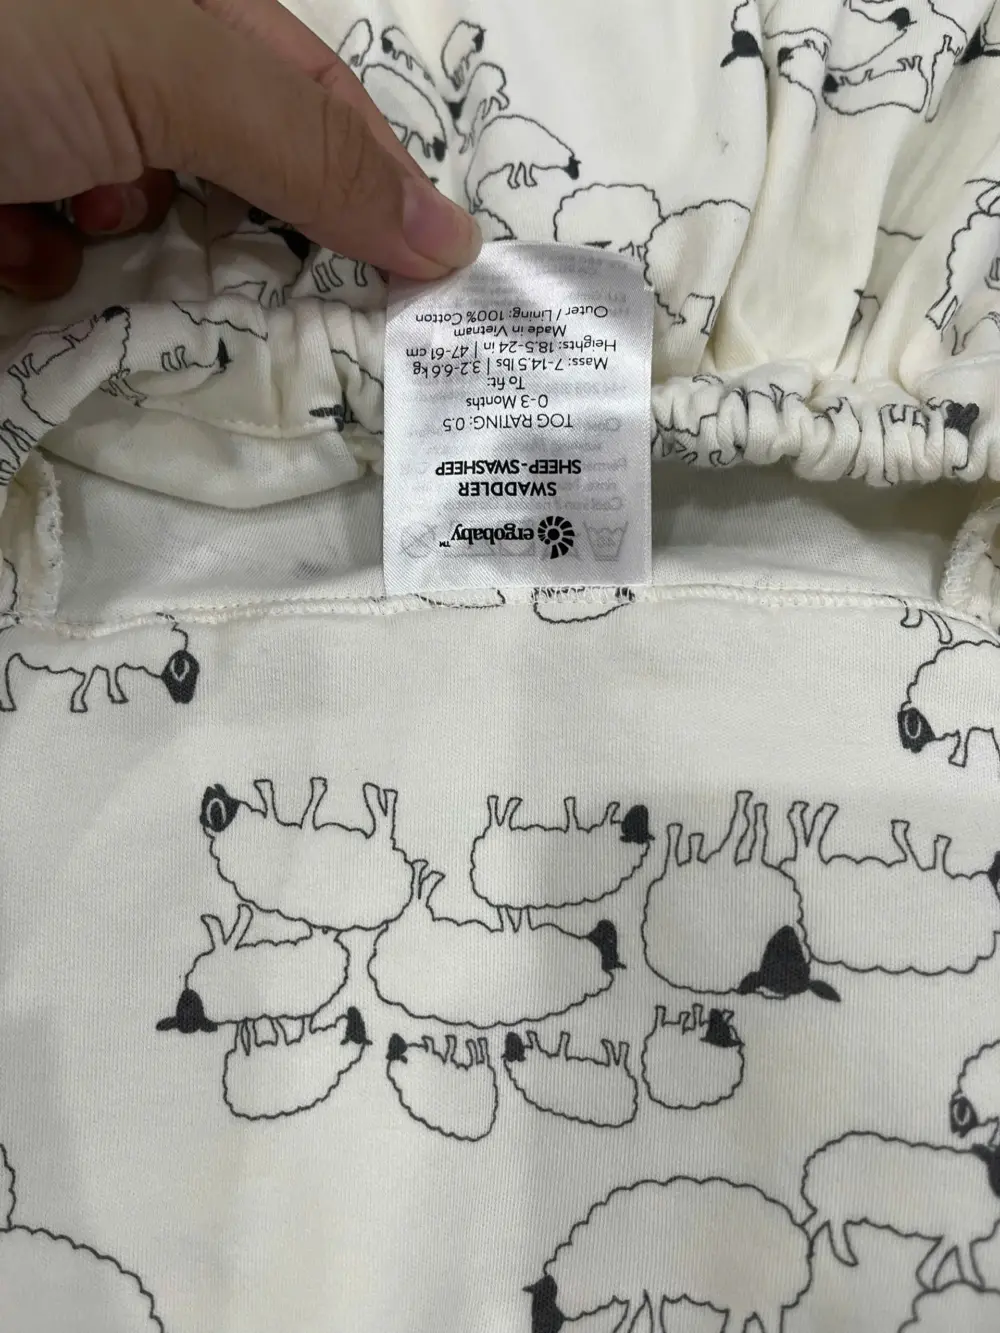 ergobaby™
SWADDLER
SHEEP-SWASHEEP
TOG RATING: 0.5
0-3 Months
To fit:
Mass: 7-14.5 lbs | 3.2-6.6 kg
Heights: 18.5-24 in | 47-61 cm
Made in Vietnam
Outer / Lining: 100% Cotton